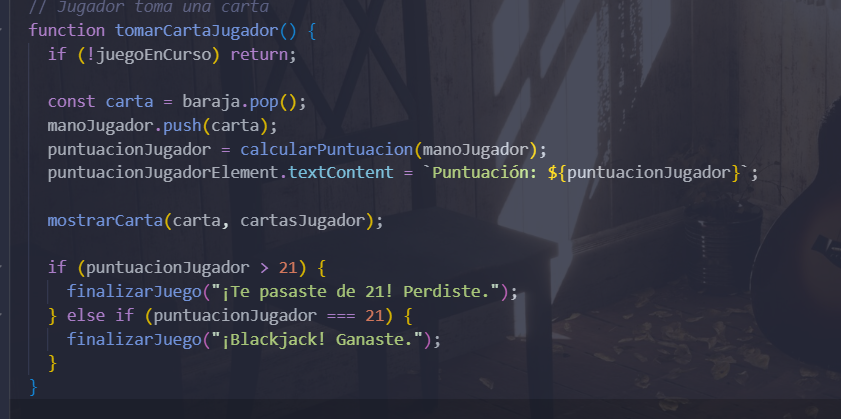 // Jugador toma una carta
function tomarCartaJugador() {
  if (!juegoEnCurso) return;

  const carta = baraja.pop();
  manoJugador.push(carta);
  puntuacionJugador = calcularPuntuacion(manoJugador);
  puntuacionJugadorElement.textContent = `Puntuación: ${puntuacionJugador}`;

  mostrarCarta(carta, cartasJugador);

  if (puntuacionJugador > 21) {
    finalizarJuego("¡Te pasaste de 21! Perdiste.");
  } else if (puntuacionJugador === 21) {
    finalizarJuego("¡Blackjack! Ganaste.");
  }
}